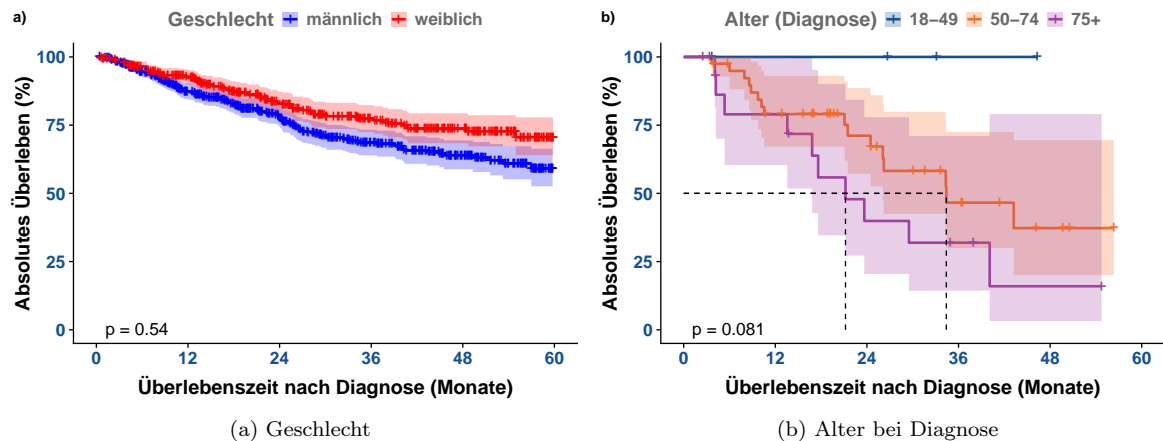 a)
Geschlecht männlich weiblich
100
75
50
25
0
Absolutes Überleben (%)
p = 0.54
0 12 24 36 48 60
Überlebenszeit nach Diagnose (Monate)
(a) Geschlecht
b)
Alter (Diagnose) 18−49 50−74 75+
100
75
50
25
0
Absolutes Überleben (%)
p = 0.081
0 12 24 36 48 60
Überlebenszeit nach Diagnose (Monate)
(b) Alter bei Diagnose